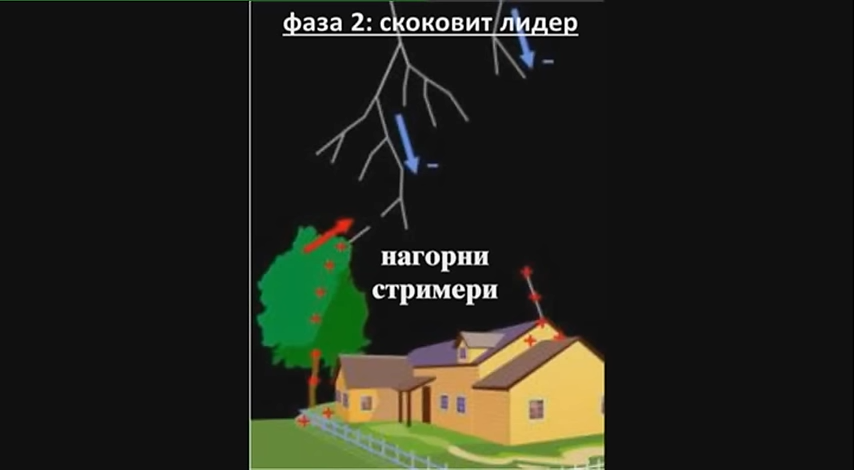 фаза 2: скоковит лидер
нагорни
стримери